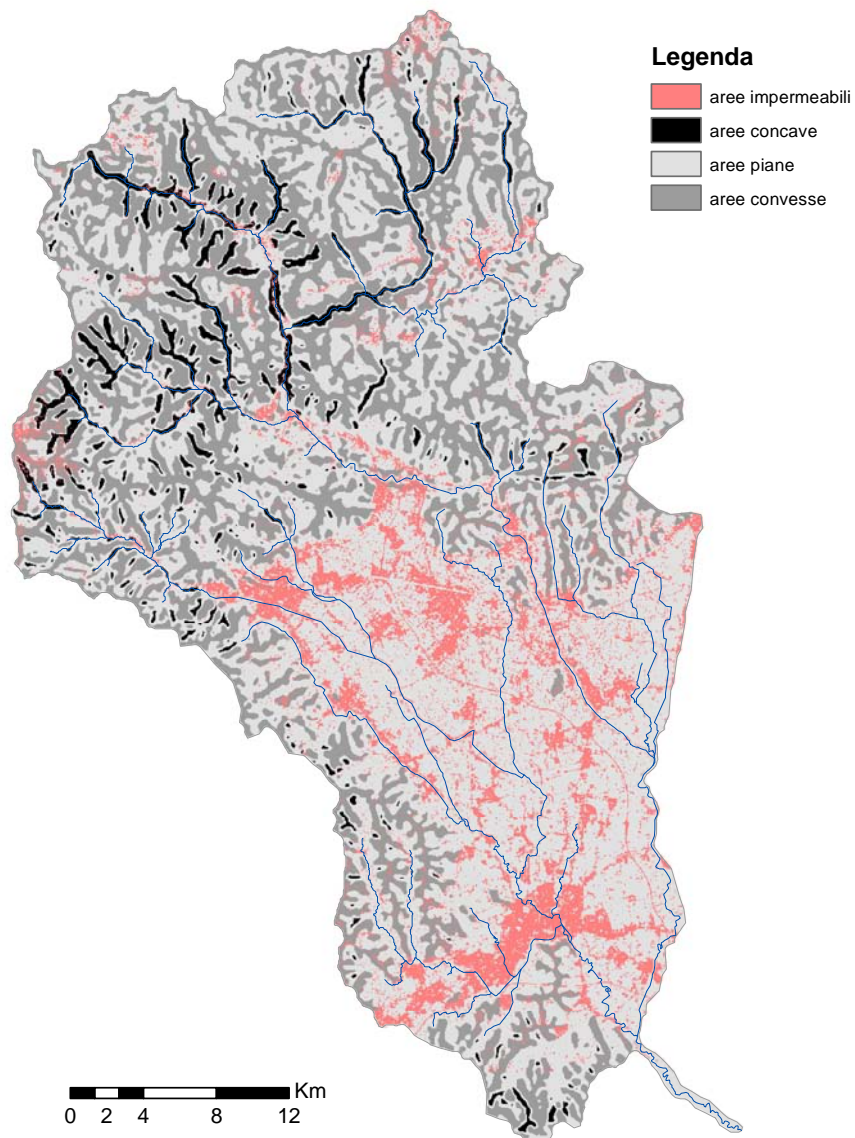 Legenda
aree impermeabili
aree concave
aree piane
aree convesse
Km
0 2 4 8 12